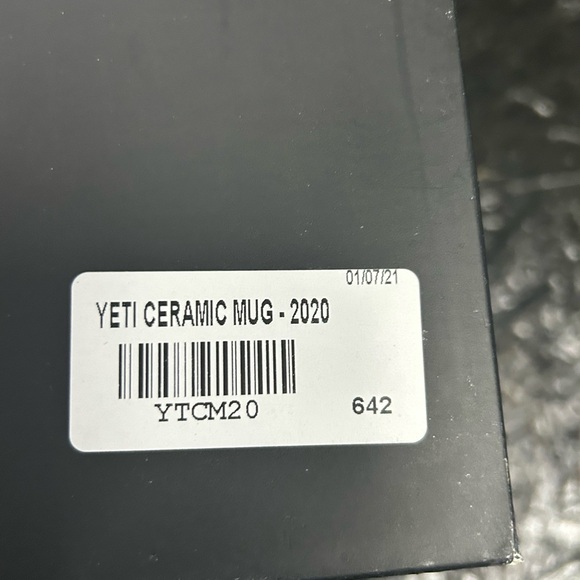 01/07/21
YETI CERAMIC MUG - 2020
YTCM20 642